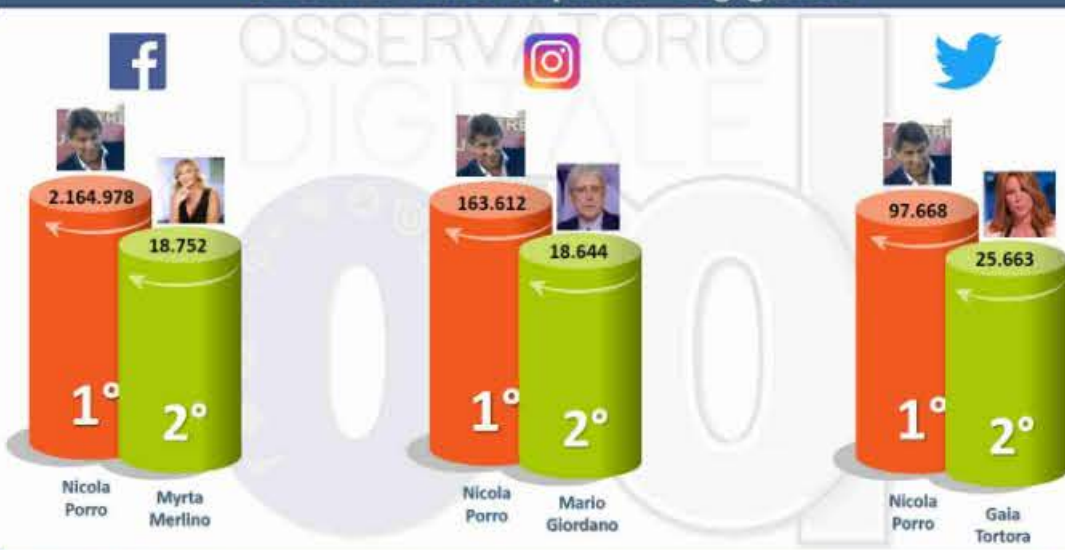 OSSERVATORIO
DIGITALE
2.164.978
18.752
1°
2°
Nicola
Porro
Myrta
Merlino
163.612
18.644
1°
2°
Nicola
Porro
Mario
Giordano
97.668
25.663
1°
2°
Nicola
Porro
Gaia
Tortora